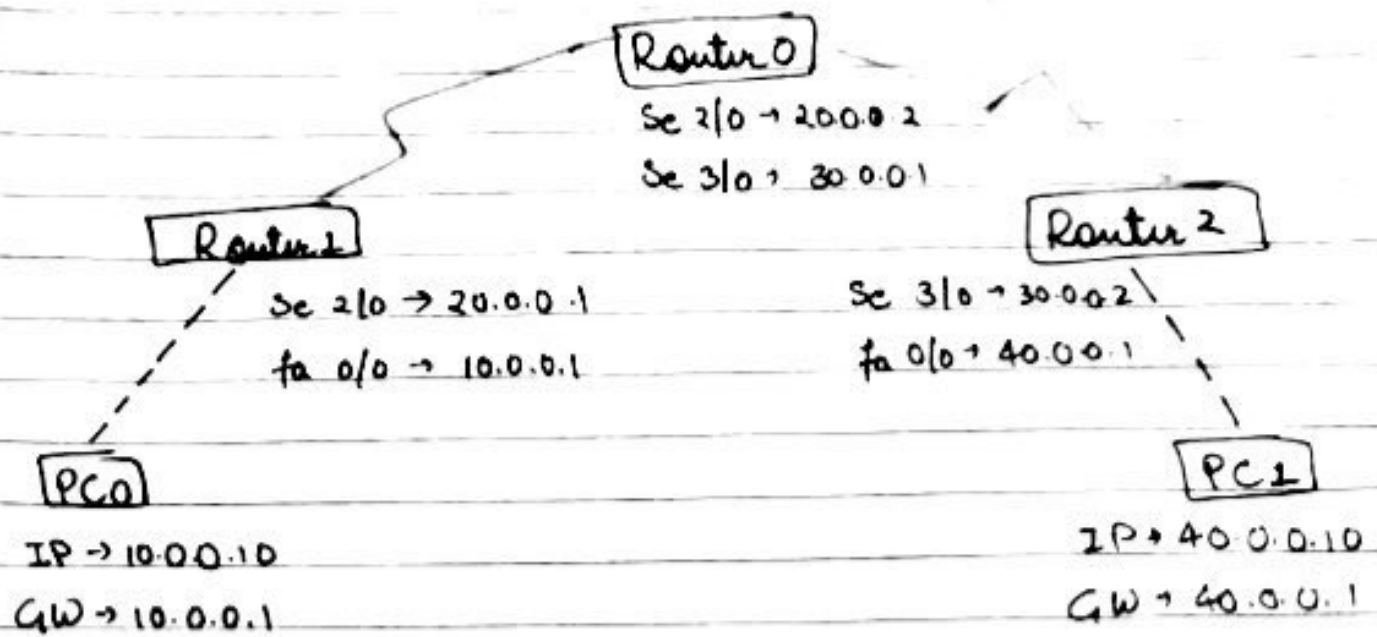 Router 0
Se 2/0 → 20.0.0.2
Se 3/0 → 30.0.0.1
Router 1
Router 2
Se 2/0 → 20.0.0.1
Se 3/0 → 30.0.0.2
fa 0/0 → 10.0.0.1
fa 0/0 → 40.0.0.1
PC0
PC1
IP → 10.0.0.10
IP → 40.0.0.10
GW → 10.0.0.1
GW → 40.0.0.1